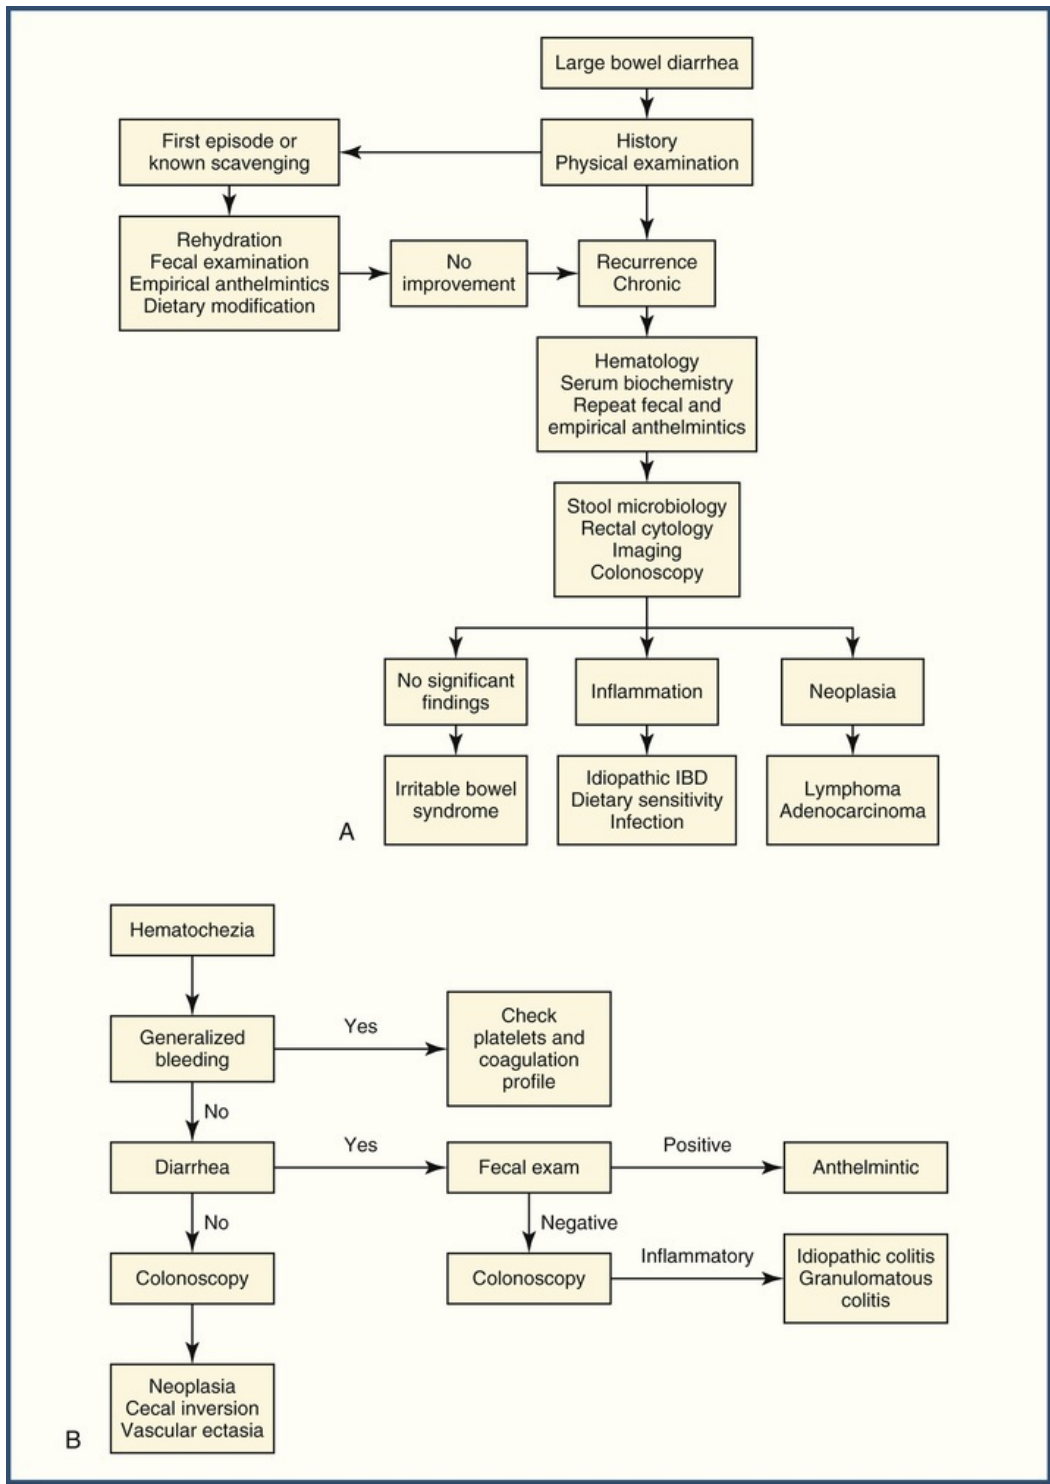 Large bowel diarrhea
First episode or
known scavenging
History
Physical examination
Rehydration
Fecal examination
Empirical anthelmintics
Dietary modification
No
improvement
Recurrence
Chronic
Hematology
Serum biochemistry
Repeat fecal and
empirical anthelmintics
Stool microbiology
Rectal cytology
Imaging
Colonoscopy
No significant
findings
Inflammation
Neoplasia
Irritable bowel
syndrome
Idiopathic IBD
Dietary sensitivity
Infection
Lymphoma
Adenocarcinoma
A
Hematochezia
Generalized
bleeding
Yes
Check
platelets and
coagulation
profile
No
Diarrhea
Yes
Fecal exam
Positive
Anthelmintic
No
Negative
Colonoscopy
Colonoscopy
Inflammatory
Idiopathic colitis
Granulomatous
colitis
Neoplasia
Cecal inversion
Vascular ectasia
B